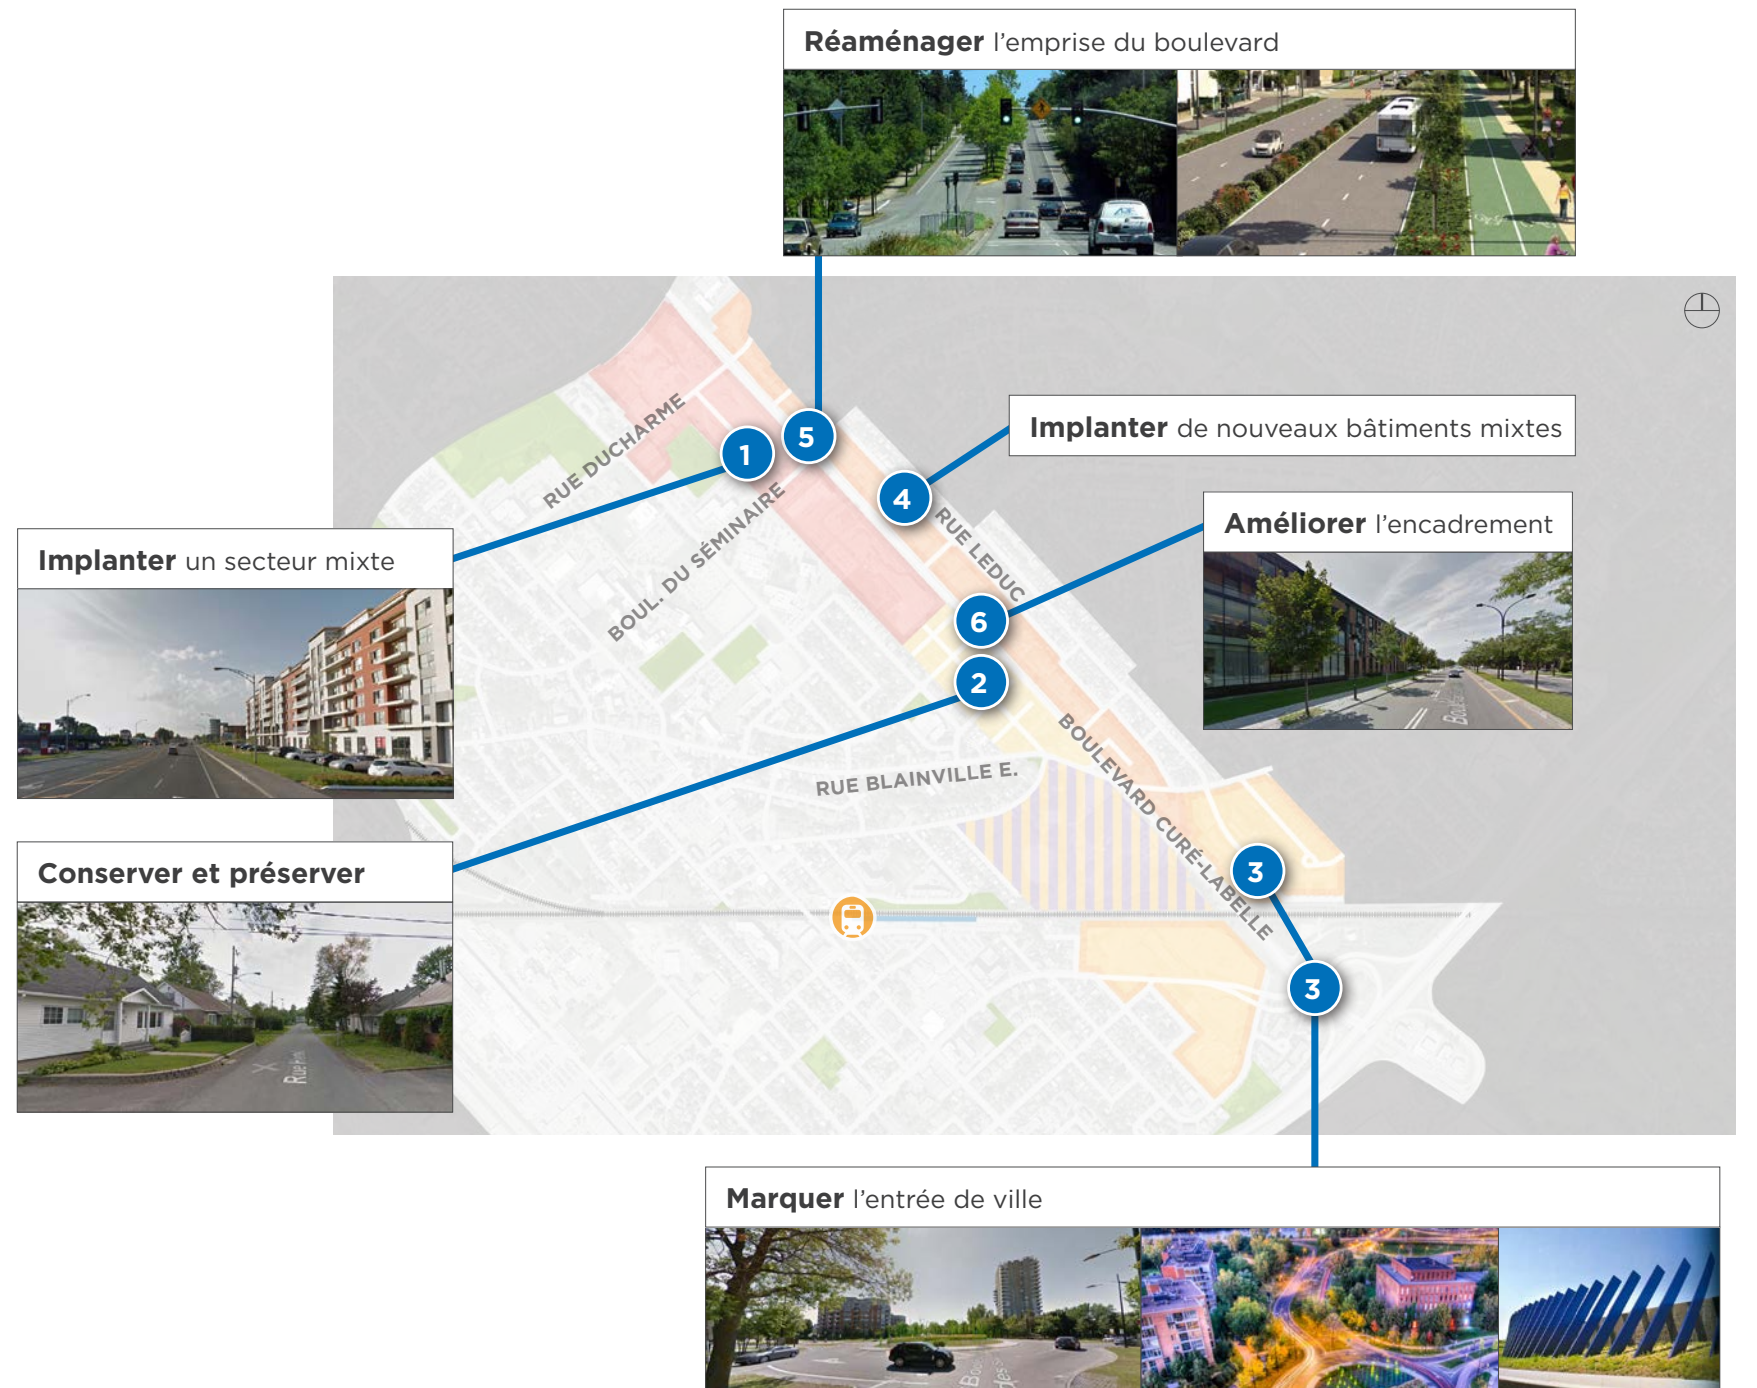 Réaménager l'emprise du boulevard
RUE DUCHARME
1
5
Implanter de nouveaux bâtiments mixtes
4
BOUL. DU SÉMINAIRE
RUE LEDUC
Améliorer l'encadrement
Implanter un secteur mixte
6
2
BOULEVARD CURÉ-LABELLE
RUE BLAINVILLE E.
Conserver et préserver
3
3
Marquer l'entrée de ville